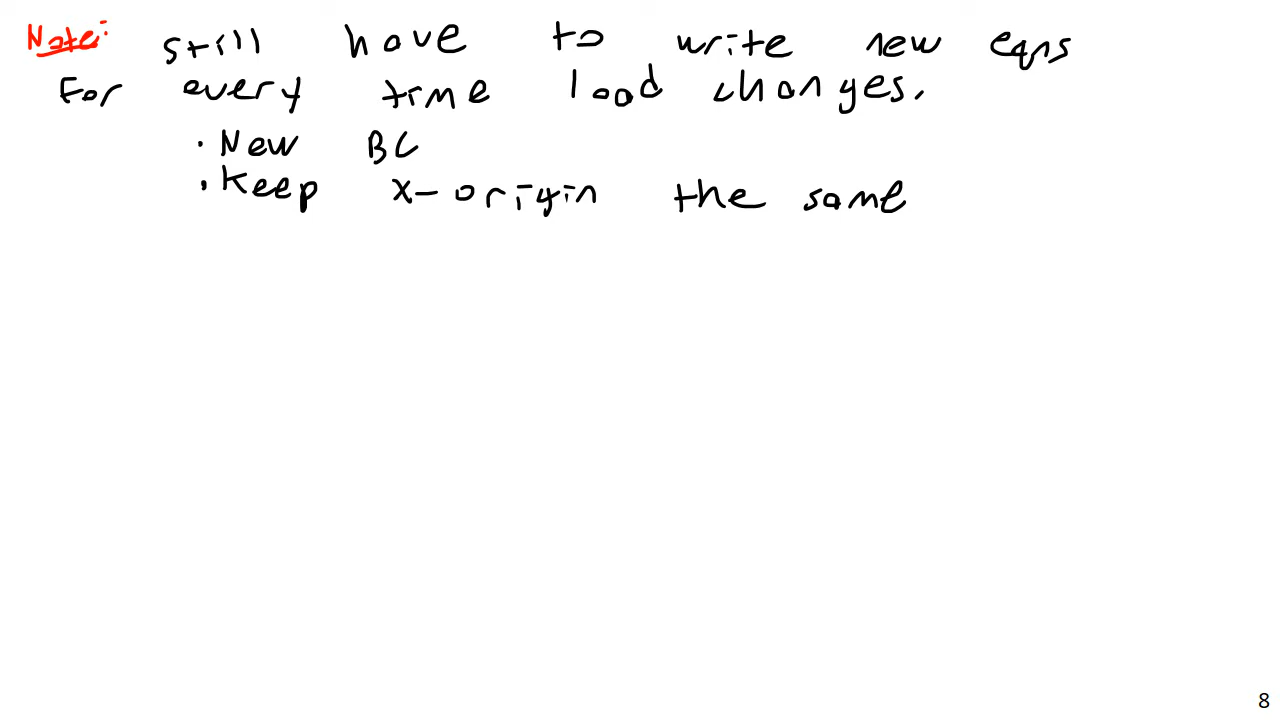 Note: still have to write new eqns
For every time load changes.
· New BC
· Keep x-origin the same
8